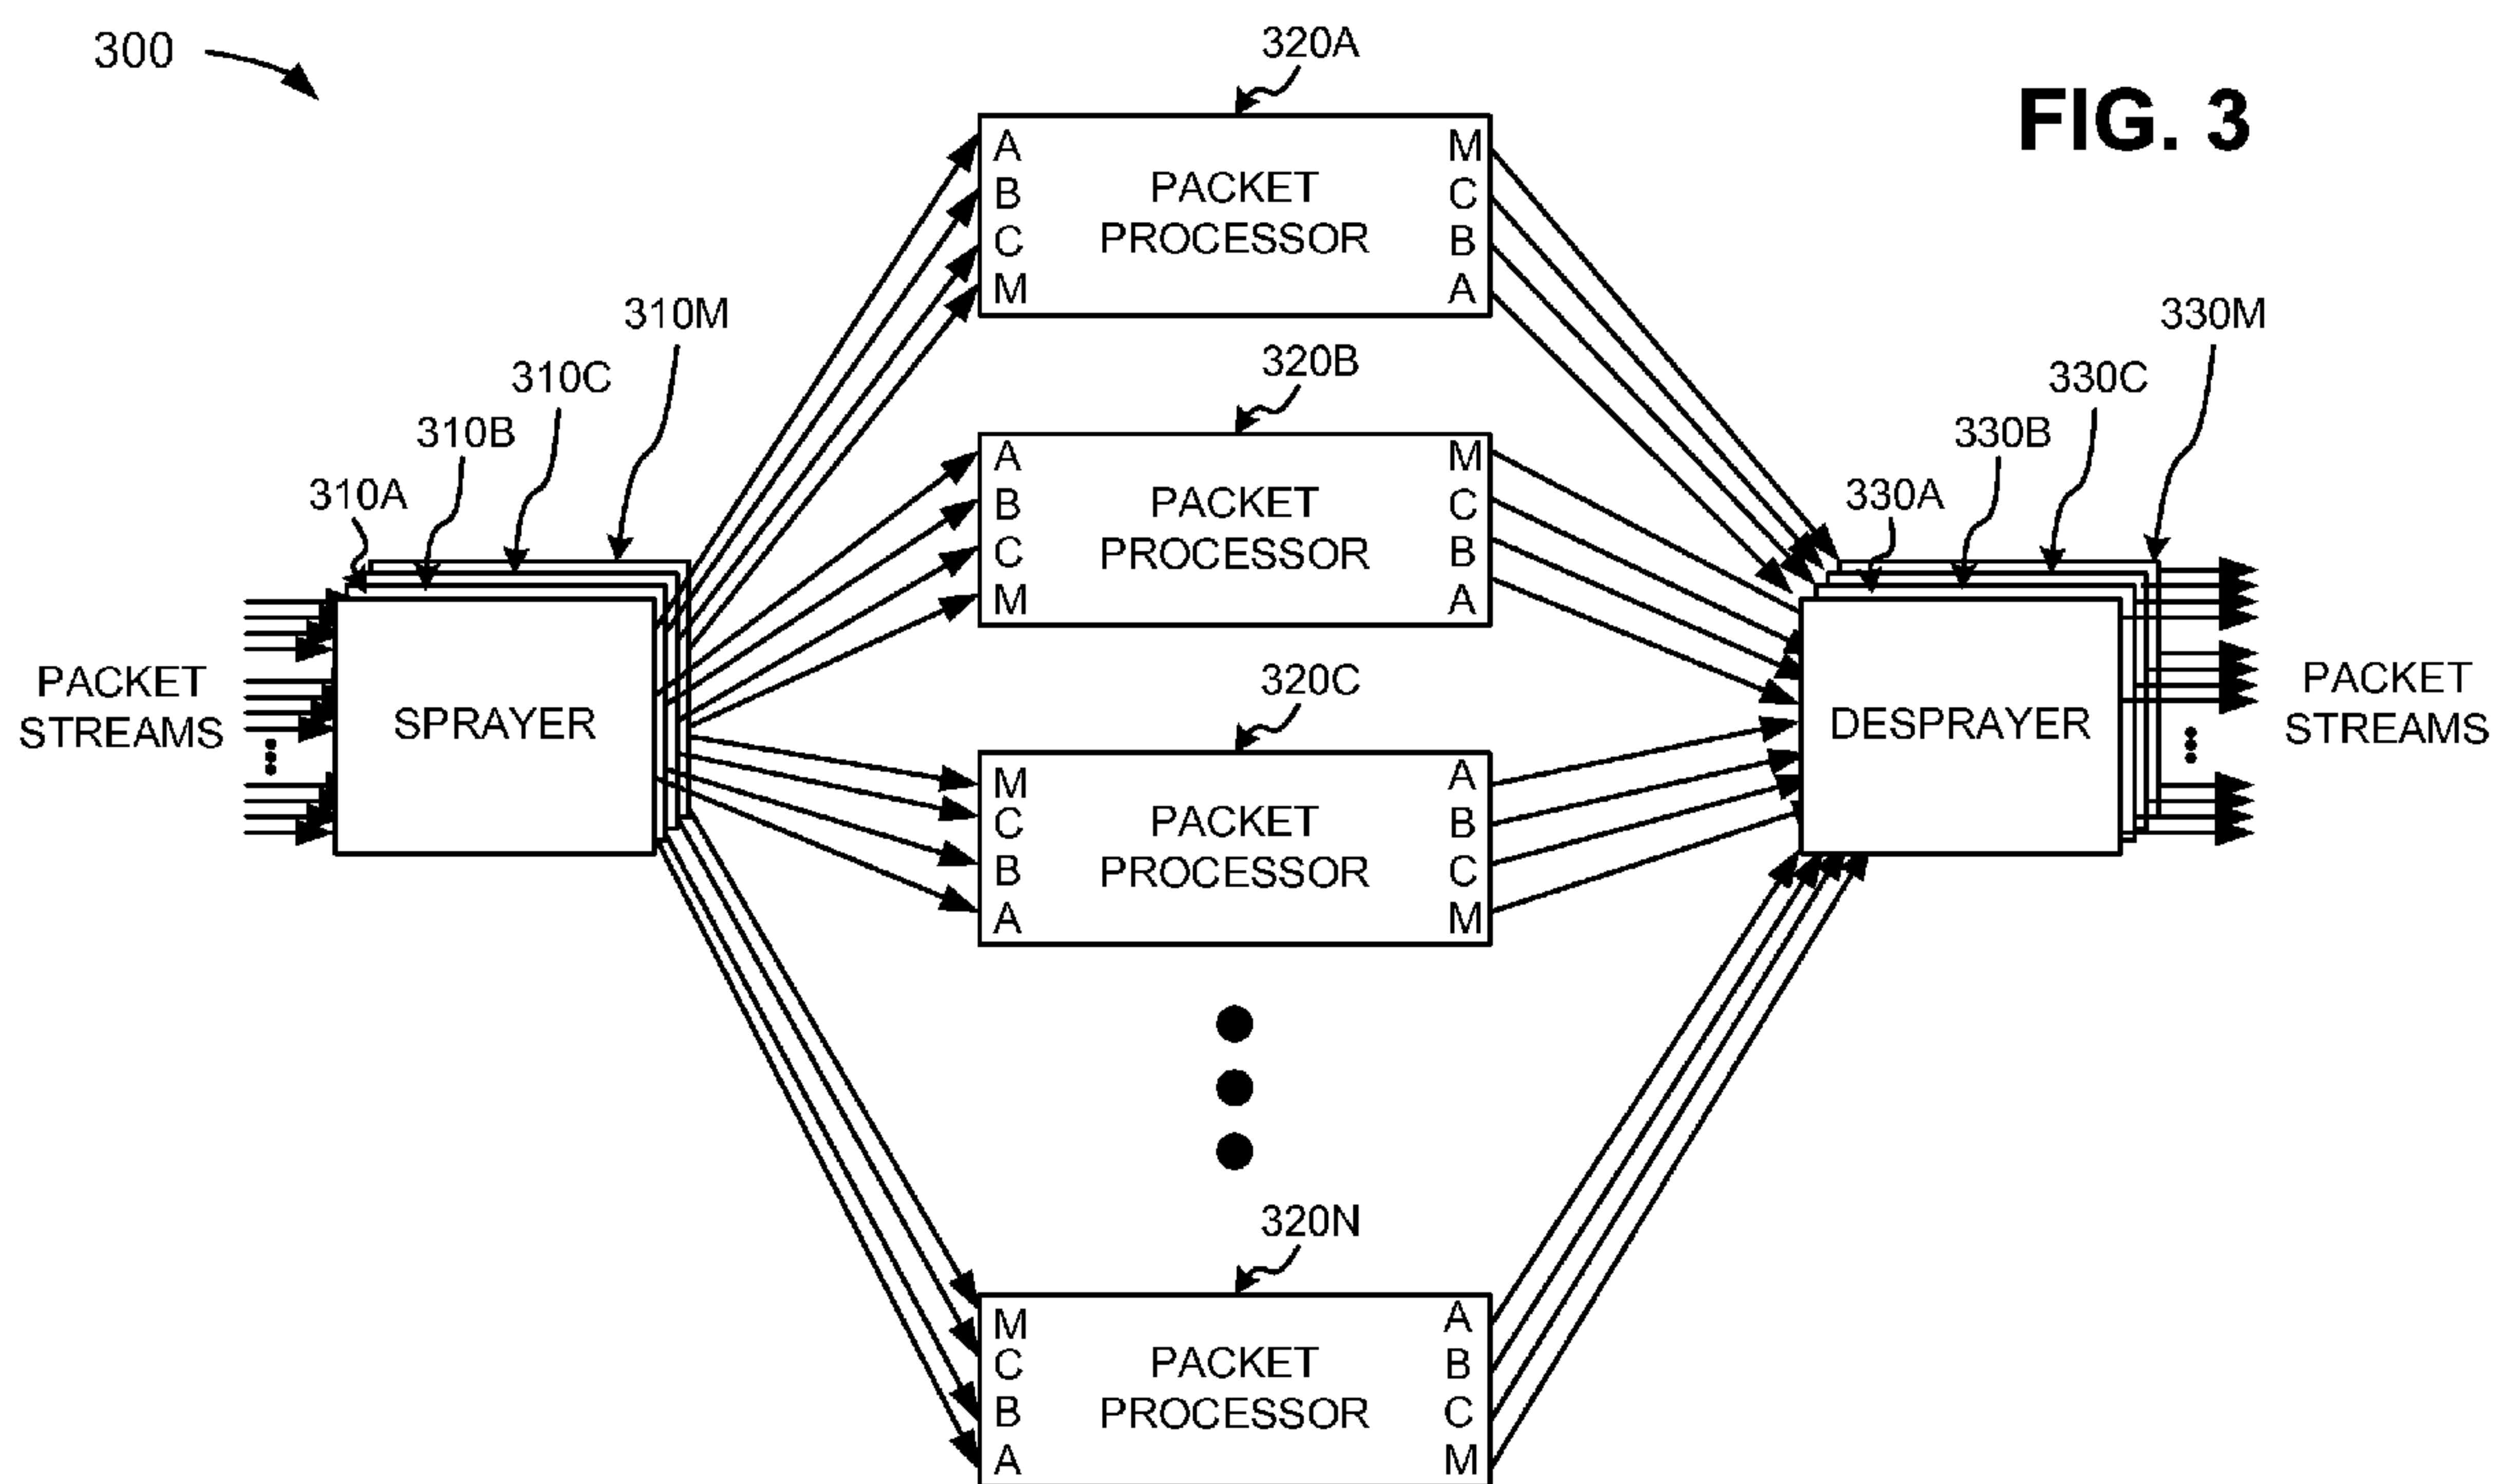 300
FIG. 3
320A
A
B
C
M
PACKET
PROCESSOR
M
C
B
A
310M
310C
310B
310A
320B
A
B
C
M
PACKET
PROCESSOR
M
C
B
A
330M
330C
330B
330A
PACKET
STREAMS
SPRAYER
320C
M
C
B
A
PACKET
PROCESSOR
A
B
C
M
DESPRAYER
PACKET
STREAMS
320N
M
C
B
A
PACKET
PROCESSOR
A
B
C
M